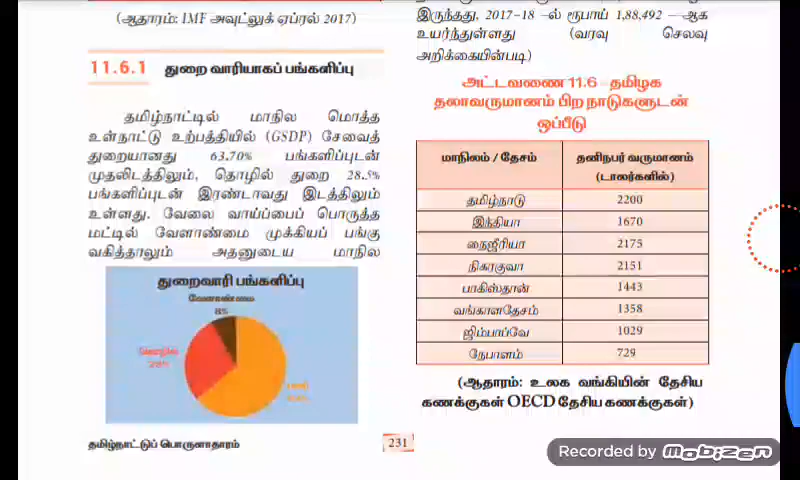 (ஆதாரம்: IMF அவுட்லுக் ஏப்ரல் 2017)
11.6.1 துறை வாரியாகப் பங்களிப்பு
தமிழ்நாட்டில் மாநில மொத்த
உள்நாட்டு உற்பத்தியில் (GSDP) சேவைத்
துறையானது 63.70% பங்களிப்புடன்
முதலிடத்திலும், தொழில் துறை 28.5%
பங்களிப்புடன் இரண்டாவது இடத்திலும்
உள்ளது. வேலை வாய்ப்பைப் பொருத்த
மட்டில் வேளாண்மை முக்கியப் பங்கு
வகித்தாலும் அதனுடைய மாநில
துறைவாரி பங்களிப்பு
வேளாண்மை
8%
தொழில்
28%
தமிழ்நாட்டுப் பொருளாதாரம்
231
இருந்தது, 2017-18 -ல் ரூபாய் 1,88,492 —ஆக
உயர்ந்துள்ளது (வரவு செலவு
அறிக்கையின்படி)
அட்டவணை 11.6 – தமிழக
தலாவருமானம் பிற நாடுகளுடன்
ஒப்பீடு
மாநிலம் / தேசம் தனிநபர் வருமானம்
(டாலர்களில்)
தமிழ்நாடு 2200
இந்தியா 1670
நைஜீரியா 2175
நிகரகுவா 2151
பாகிஸ்தான் 1443
வங்காளதேசம் 1358
ஜிம்பாப்வே 1029
நேபாளம் 729
(ஆதாரம்: உலக வங்கியின் தேசிய
கணக்குகள் OECD தேசிய கணக்குகள்)
Recorded by mobizen